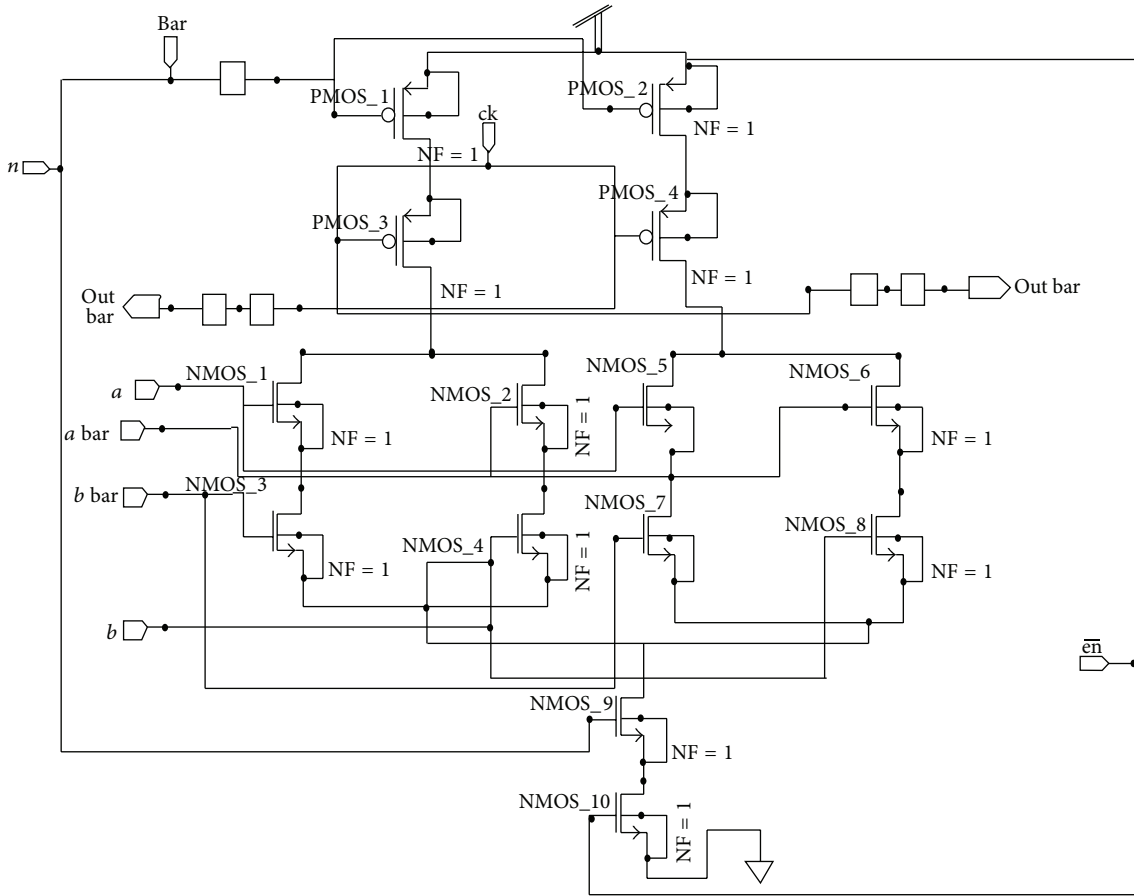 Bar
PMOS_1
PMOS_2
ck
NF = 1
NF = 1
n
PMOS_3
PMOS_4
NF = 1
NF = 1
Out
bar
Out bar
NMOS_1
NMOS_2
NMOS_5
NMOS_6
a
NF = 1
NF = 1
NF = 1
a bar
b bar
NMOS_3
NMOS_4
NMOS_7
NMOS_8
NF = 1
NF = 1
NF = 1
b
e̅n̅
NMOS_9
NF = 1
NMOS_10
NF = 1